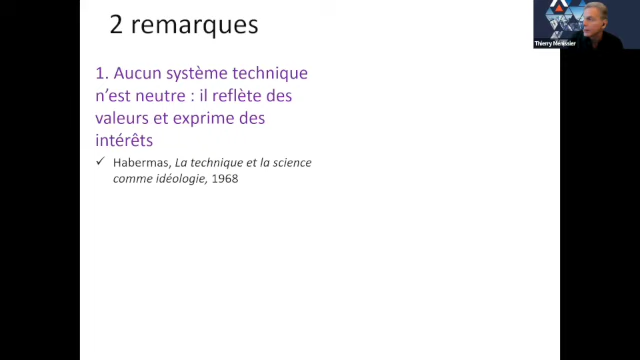 2 remarques
1. Aucun système technique
n'est neutre : il reflète des
valeurs et exprime des
intérêts
✓ Habermas, La technique et la science
comme idéologie, 1968
Thierry Ménissier